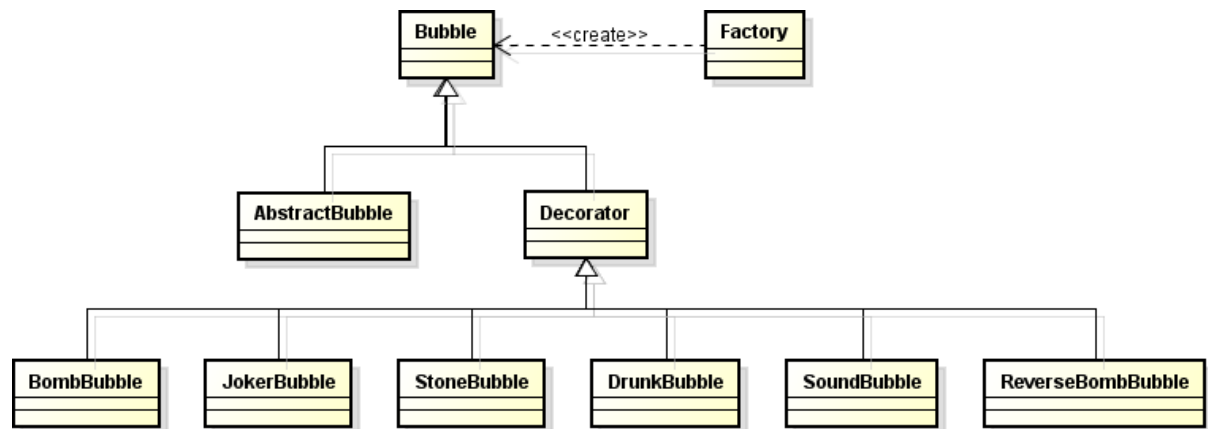 Bubble
<<create>>
Factory
AbstractBubble
Decorator
BombBubble
JokerBubble
StoneBubble
DrunkBubble
SoundBubble
ReverseBombBubble